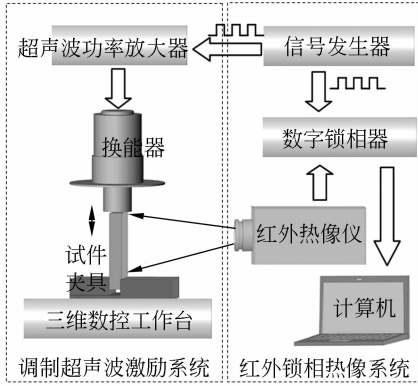 超声波功率放大器
信号发生器
换能器
数字锁相器
试件
夹具
红外热像仪
三维数控工作台
计算机
调制超声波激励系统
红外锁相热像系统